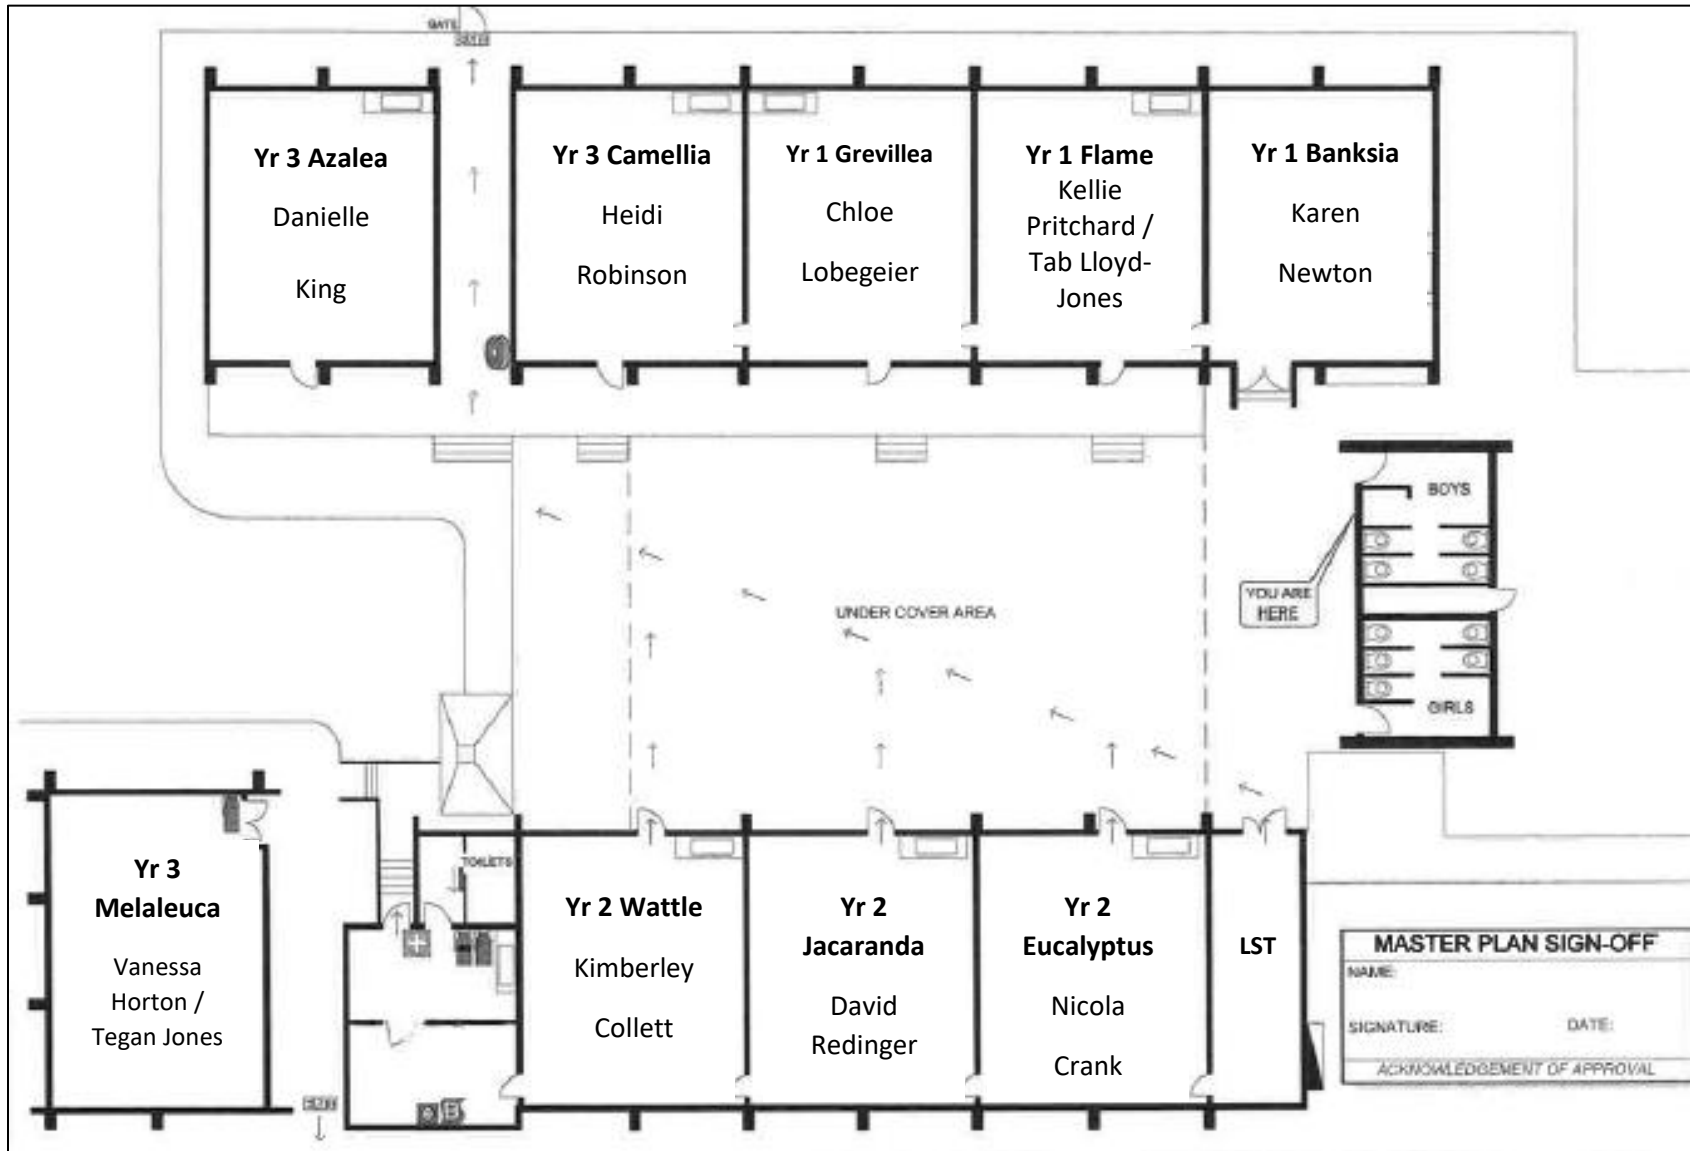 GATE
Yr 3 Azalea
Danielle
King
Yr 3 Camellia
Heidi
Robinson
Yr 1 Grevillea
Chloe
Lobegeier
Yr 1 Flame
Kellie
Pritchard /
Tab Lloyd-
Jones
Yr 1 Banksia
Karen
Newton
BOYS
YOU ARE
HERE
UNDER COVER AREA
GIRLS
Yr 3
Melaleuca
Vanessa
Horton /
Tegan Jones
TOILETS
Yr 2 Wattle
Kimberley
Collett
Yr 2
Jacaranda
David
Redinger
Yr 2
Eucalyptus
Nicola
Crank
LST
MASTER PLAN SIGN-OFF
NAME:
SIGNATURE: DATE:
ACKNOWLEDGEMENT OF APPROVAL